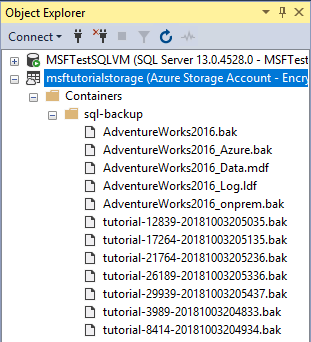 Object Explorer
Connect
MSFTestSQLVM (SQL Server 13.0.4528.0 - MSFTest
msftutorialstorage (Azure Storage Account - Encry
Containers
sql-backup
AdventureWorks2016.bak
AdventureWorks2016_Azure.bak
AdventureWorks2016_Data.mdf
AdventureWorks2016_Log.ldf
AdventureWorks2016_onprem.bak
tutorial-12839-20181003205035.bak
tutorial-17264-20181003205135.bak
tutorial-21764-20181003205236.bak
tutorial-26189-20181003205336.bak
tutorial-29939-20181003205437.bak
tutorial-3989-20181003204833.bak
tutorial-8414-20181003204934.bak